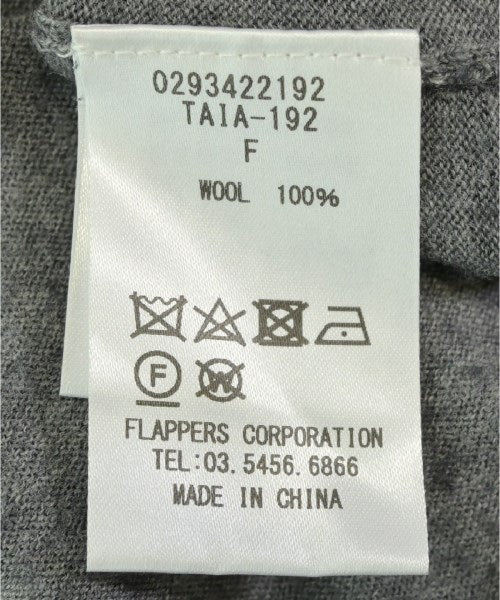 0293422192
TAIA-192
F
WOOL 100%
F W
FLAPPERS CORPORATION
TEL:03.5456.6866
MADE IN CHINA